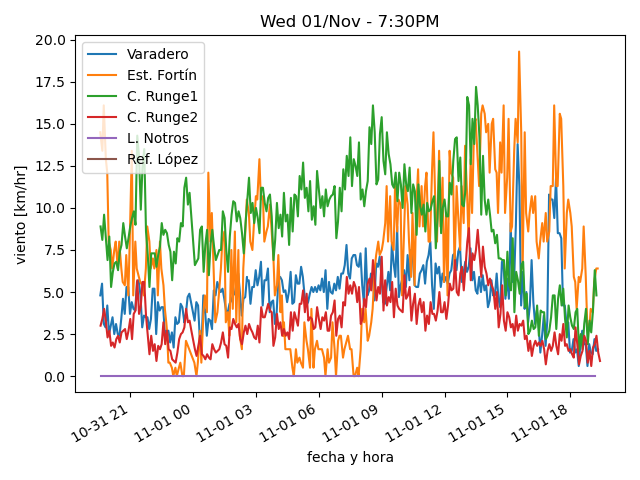 Wed 01/Nov - 7:30PM
viento [km/hr]
20.0
17.5
15.0
12.5
10.0
7.5
5.0
2.5
0.0
Varadero
Est. Fortín
C. Runge1
C. Runge2
L. Notros
Ref. López
10-31 21
11-01 00
11-01 03
11-01 06
11-01 09
11-01 12
11-01 15
11-01 18
fecha y hora